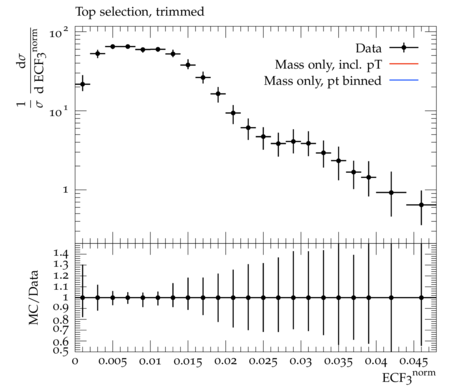 Top selection, trimmed
1/σ dσ/d ECF3^norm
10^2
10^1
1
Data
Mass only, incl. pT
Mass only, pt binned
MC/Data
1.4
1.3
1.2
1.1
1
0.9
0.8
0.7
0.6
0.5
0 0.005 0.01 0.015 0.02 0.025 0.03 0.035 0.04 0.045
ECF3^norm